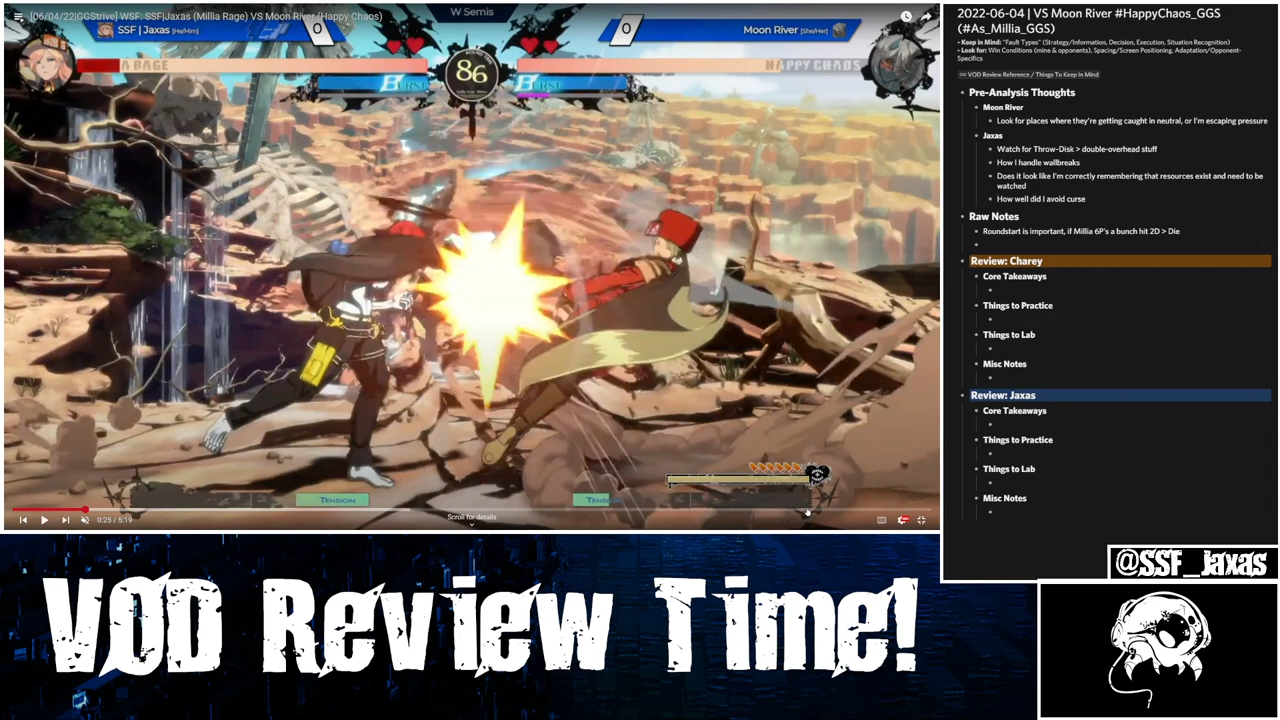 [06/04/22|GGStrive] WSF: SSF|Jaxas (Millia Rage) VS Moon River (Happy Chaos)
W Semis
SSF | Jaxas [He/Him]
0
0
Moon River [She/Her]
86
A RAGE
HAPPY CHAOS
BURST
BURST
TENSION
TENSI
Scroll for details
0:25 / 5:19
2022-06-04 | VS Moon River #HappyChaos_GGS
(#As_Millia_GGS)
- Keep in Mind: "Fault Types" (Strategy/Information, Decision, Execution, Situation Recognition)
- Look for: Win Conditions (mine & opponents), Spacing/Screen Positioning, Adaptation/Opponent-
Specifics
VOD Review Reference / Things To Keep In Mind
Pre-Analysis Thoughts
Moon River
Look for places where they're getting caught in neutral, or I'm escaping pressure
Jaxas
Watch for Throw-Disk > double-overhead stuff
How I handle wallbreaks
Does it look like I'm correctly remembering that resources exist and need to be
watched
How well did I avoid curse
Raw Notes
Roundstart is important, if Millia 6P's a bunch hit 2D > Die
Review: Charey
Core Takeaways
Things to Practice
Things to Lab
Misc Notes
Review: Jaxas
Core Takeaways
Things to Practice
Things to Lab
Misc Notes
@SSF_Jaxas
VOD Review Time!